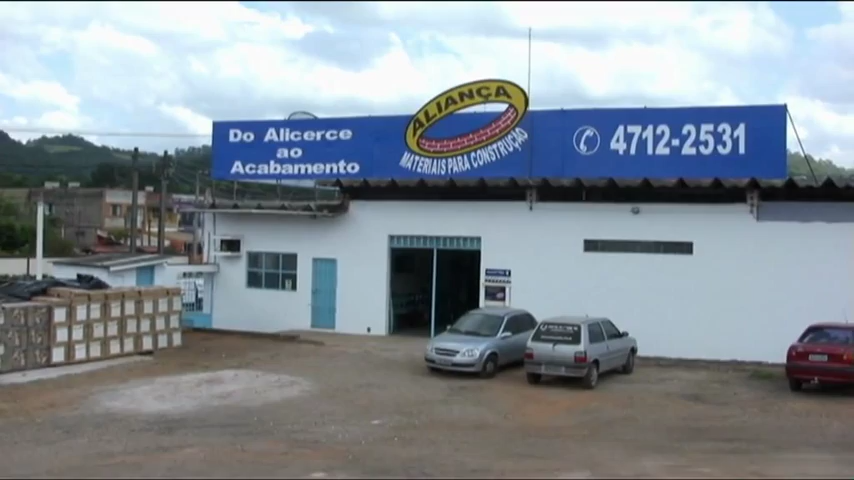 Do Alicerce
ao
Acabamento
ALIANÇA
MATERIAIS PARA CONSTRUÇÃO
4712-2531